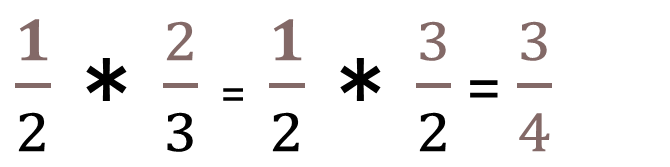 1/2 * 2/3 = 1/2 * 3/2 = 3/4